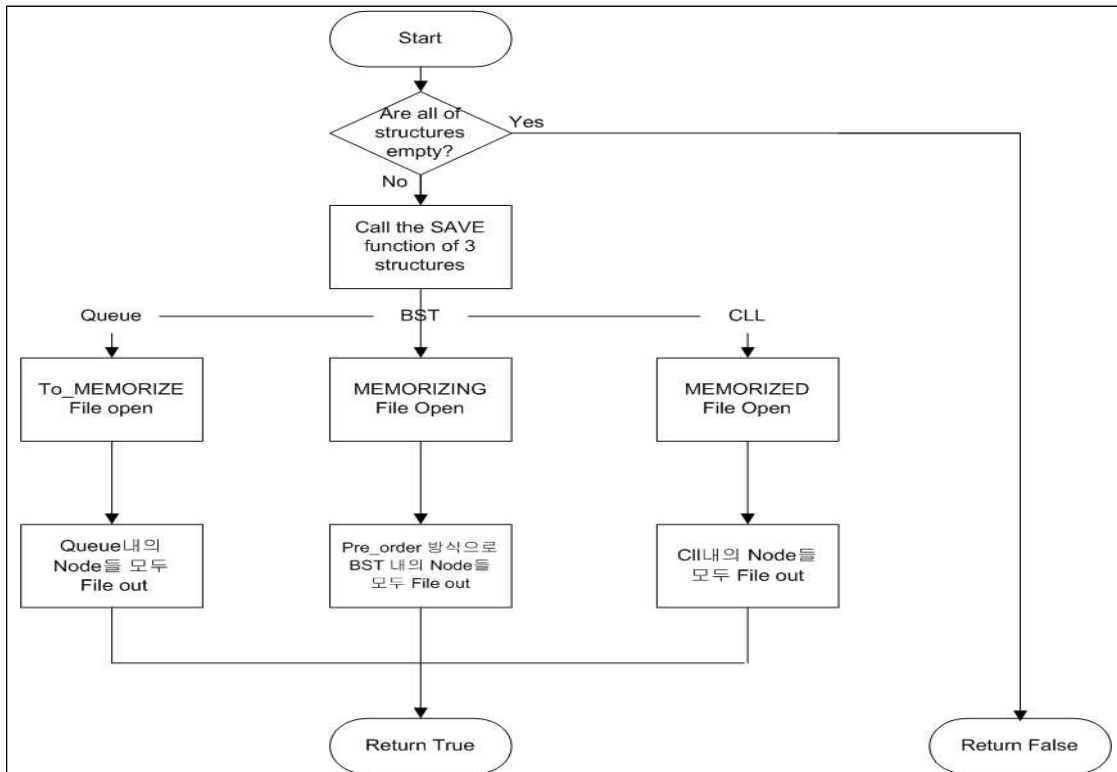 Start
Are all of
structures
empty?
Yes
No
Call the SAVE
function of 3
structures
Queue
BST
CLL
To_MEMORIZE
File open
MEMORIZING
File Open
MEMORIZED
File Open
Queue내의
Node들 모두
File out
Pre_order 방식으로
BST 내의 Node들
모두 File out
Cll내의 Node들
모두 File out
Return True
Return False